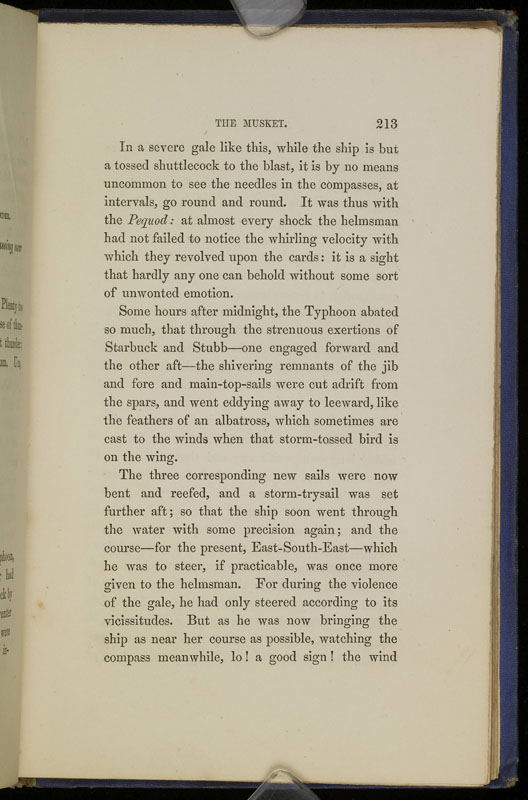 THE MUSKET. 213
In a severe gale like this, while the ship is but
a tossed shuttlecock to the blast, it is by no means
uncommon to see the needles in the compasses, at
intervals, go round and round. It was thus with
the Pequod: at almost every shock the helmsman
had not failed to notice the whirling velocity with
which they revolved upon the cards: it is a sight
that hardly any one can behold without some sort
of unwonted emotion.
Some hours after midnight, the Typhoon abated
so much, that through the strenuous exertions of
Starbuck and Stubb—one engaged forward and
the other aft—the shivering remnants of the jib
and fore and main-top-sails were cut adrift from
the spars, and went eddying away to leeward, like
the feathers of an albatross, which sometimes are
cast to the winds when that storm-tossed bird is
on the wing.
The three corresponding new sails were now
bent and reefed, and a storm-trysail was set
further aft; so that the ship soon went through
the water with some precision again; and the
course—for the present, East-South-East—which
he was to steer, if practicable, was once more
given to the helmsman. For during the violence
of the gale, he had only steered according to its
vicissitudes. But as he was now bringing the
ship as near her course as possible, watching the
compass meanwhile, lo! a good sign! the wind